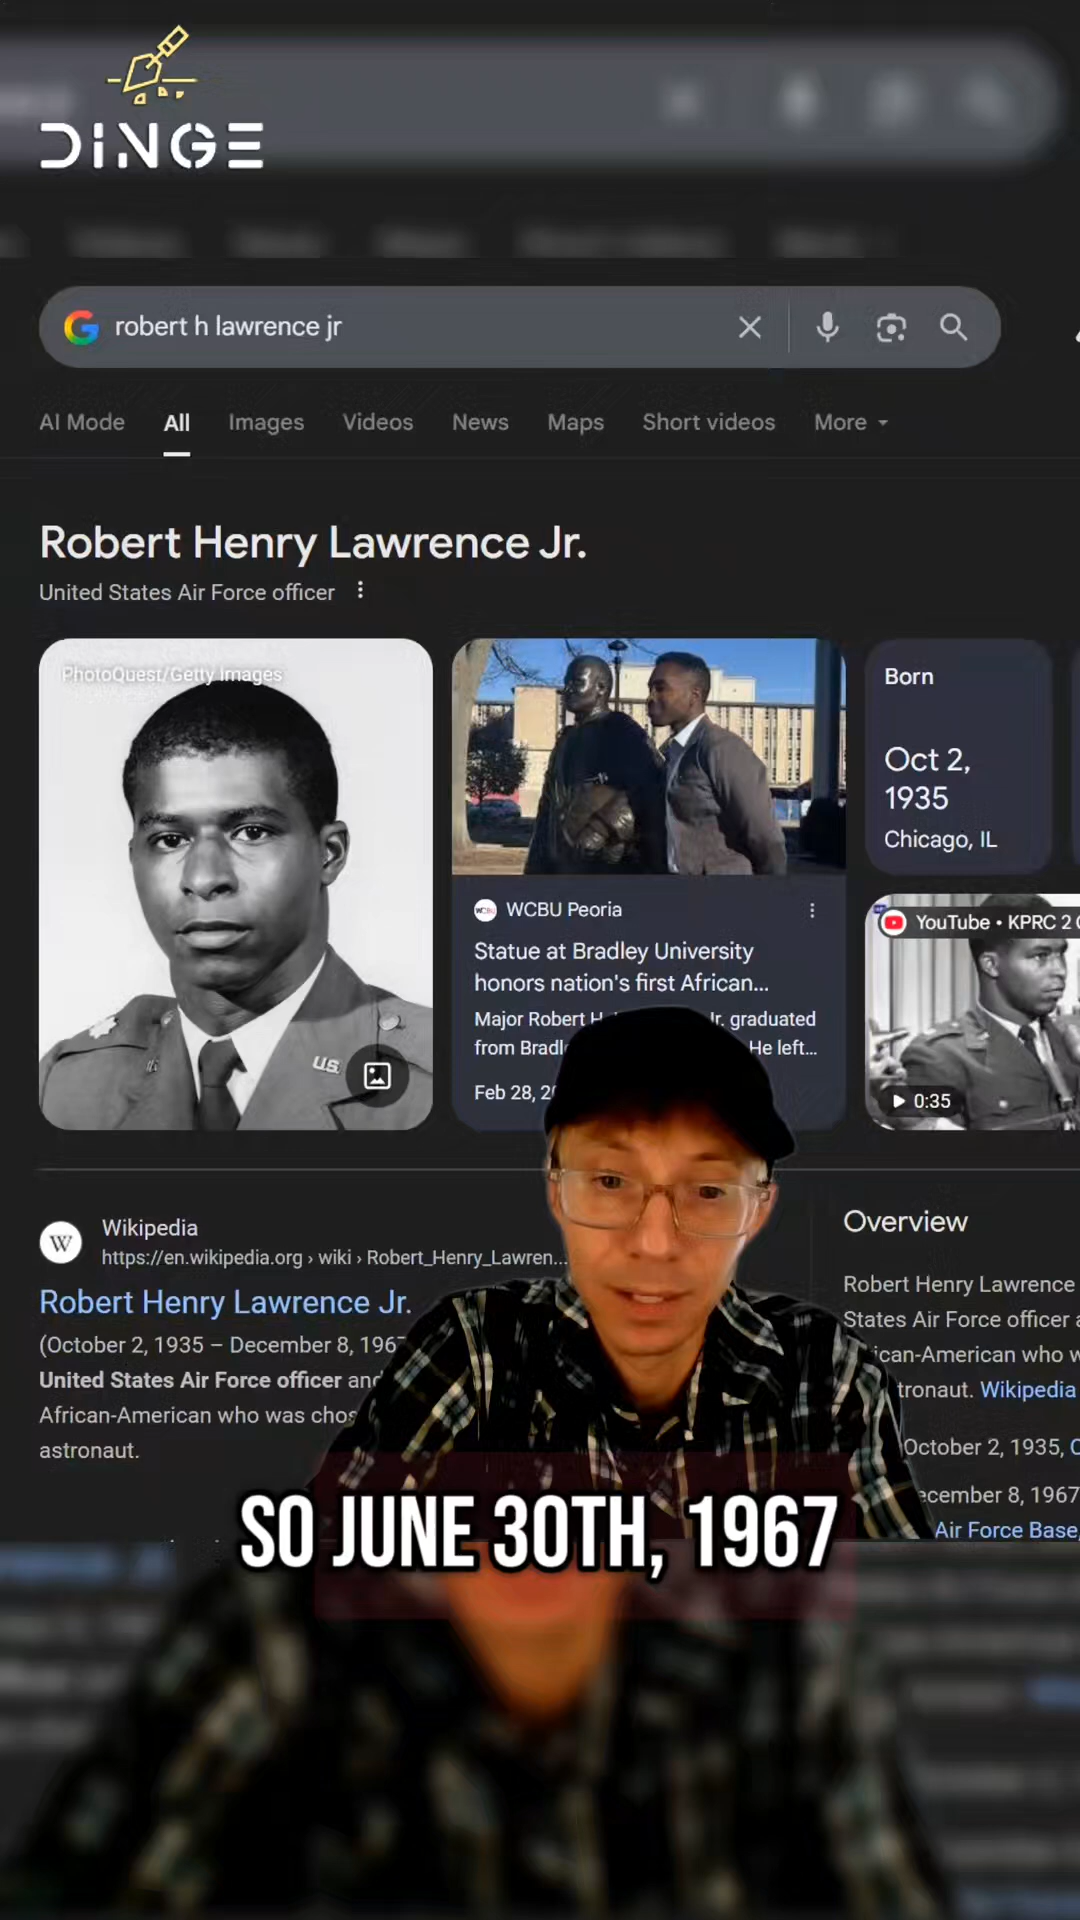 DINGE
robert h lawrence jr
AI Mode All Images Videos News Maps Short videos More
Robert Henry Lawrence Jr.
United States Air Force officer
PhotoQuest/Getty Images
U.S.
WCBU Peoria
Statue at Bradley University
honors nation's first African...
Major Robert H Jr. graduated
from Bradl He left...
Feb 28, 20
Born
Oct 2,
1935
Chicago, IL
YouTube • KPRC 2
0:35
W
Wikipedia
https://en.wikipedia.org › wiki › Robert_Henry_Lawren...
Robert Henry Lawrence Jr.
(October 2, 1935 – December 8, 1967
United States Air Force officer and
African-American who was chos
astronaut.
Overview
Robert Henry Lawrence
States Air Force officer
ican-American who w
tronaut. Wikipedia
October 2, 1935,
ecember 8, 1967
Air Force Base,
SO JUNE 30TH, 1967